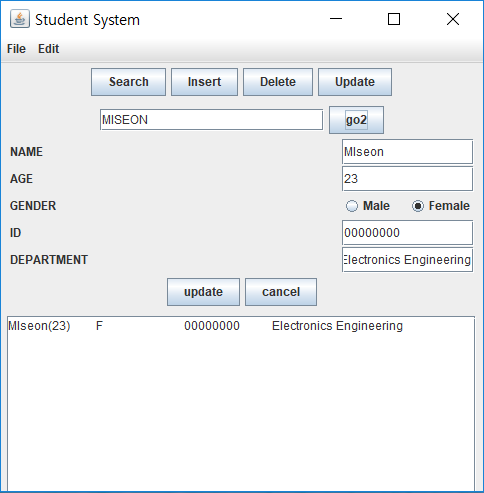 Student System
File Edit
Search Insert Delete Update
MISEON go2
NAME MIseon
AGE 23
GENDER Male Female
ID 00000000
DEPARTMENT Electronics Engineering
update cancel
MIseon(23) F 00000000 Electronics Engineering